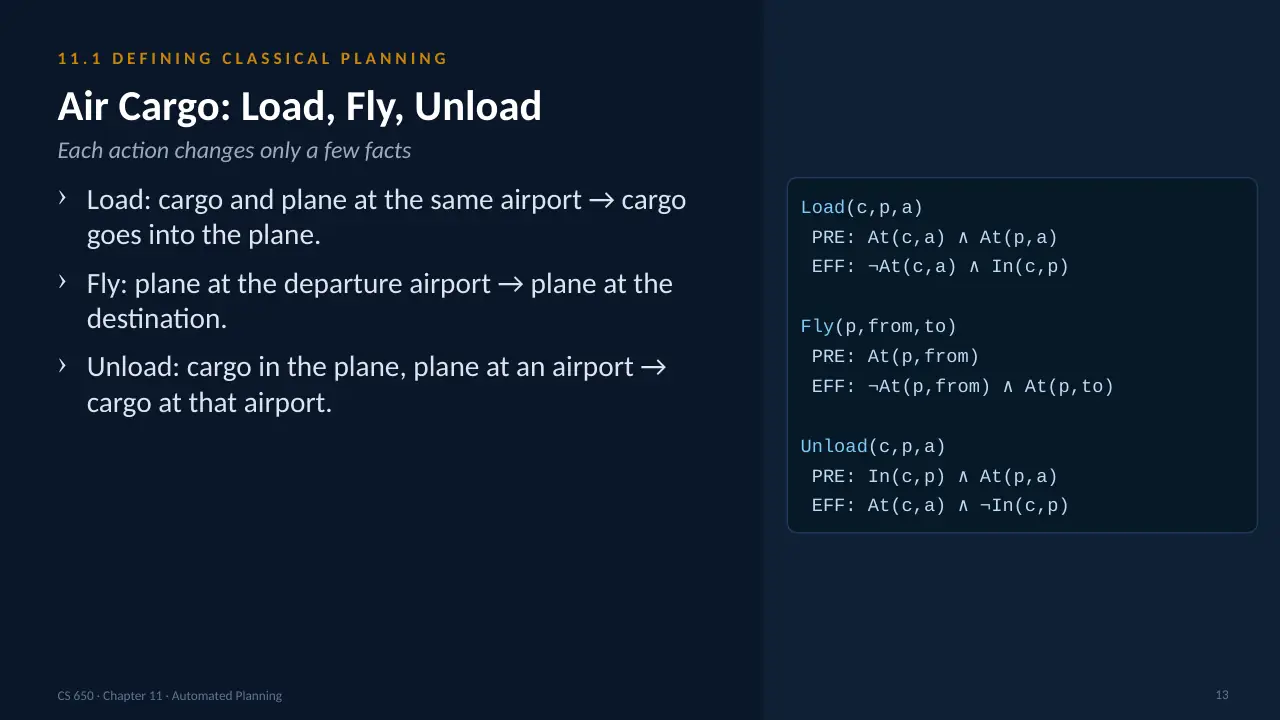 11.1 DEFINING CLASSICAL PLANNING
Air Cargo: Load, Fly, Unload
Each action changes only a few facts
› Load: cargo and plane at the same airport → cargo
goes into the plane.
› Fly: plane at the departure airport → plane at the
destination.
› Unload: cargo in the plane, plane at an airport →
cargo at that airport.
Load(c,p,a)
PRE: At(c,a) ∧ At(p,a)
EFF: ¬At(c,a) ∧ In(c,p)
Fly(p,from,to)
PRE: At(p,from)
EFF: ¬At(p,from) ∧ At(p,to)
Unload(c,p,a)
PRE: In(c,p) ∧ At(p,a)
EFF: At(c,a) ∧ ¬In(c,p)
CS 650 · Chapter 11 · Automated Planning
13